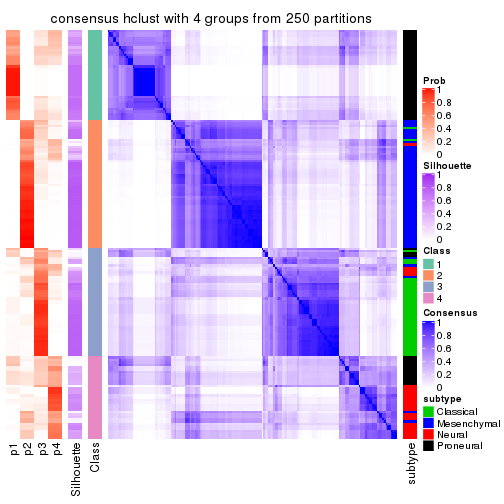 consensus hclust with 4 groups from 250 partitions
Prob
1
0.8
0.6
0.4
0.2
0
Silhouette
1
0.8
0.6
0.4
0.2
0
Class
1
2
3
4
Consensus
1
0.8
0.6
0.4
0.2
0
subtype
Classical
Mesenchymal
Neural
Proneural
p1
p2
p3
p4
Silhouette
Class
subtype